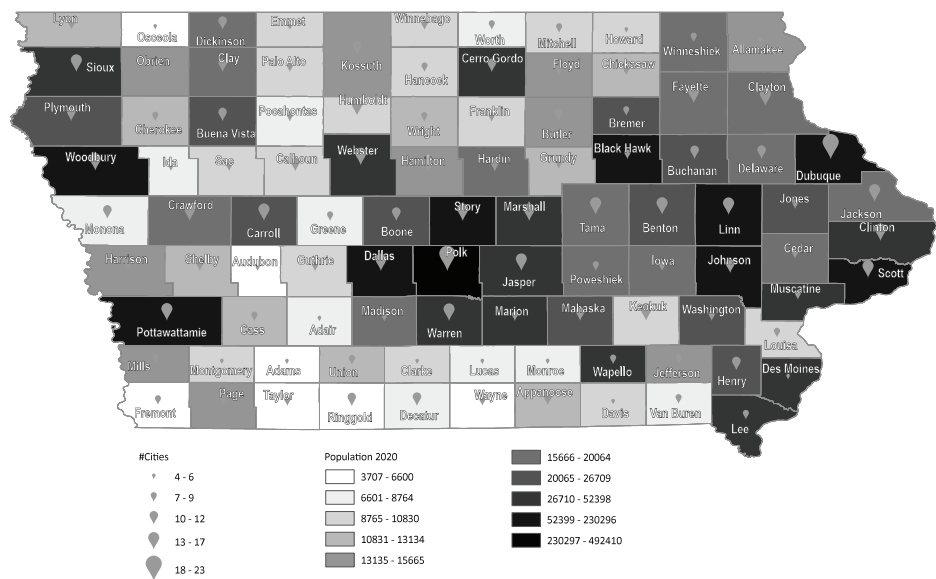 Lyon
Osceola
Dickinson
Emmet
Winnebago
Worth
Mitchell
Howard
Winneshiek
Allamakee
Sioux
Obrien
Clay
Palo Alto
Kossuth
Hancock
Cerro Gordo
Floyd
Chickasaw
Fayette
Clayton
Plymouth
Cherokee
Buena Vista
Pocahontas
Humboldt
Wright
Franklin
Butler
Bremer
Woodbury
Ida
Sac
Calhoun
Webster
Hamilton
Hardin
Grundy
Black Hawk
Buchanan
Delaware
Dubuque
Monona
Crawford
Carroll
Greene
Boone
Story
Marshall
Tama
Benton
Linn
Jones
Jackson
Clinton
Harrison
Shelby
Audubon
Guthrie
Dallas
Polk
Jasper
Poweshiek
Iowa
Johnson
Cedar
Scott
Muscatine
Pottawattamie
Cass
Adair
Madison
Warren
Marion
Mahaska
Keokuk
Washington
Louisa
Mills
Montgomery
Adams
Union
Clarke
Lucas
Monroe
Wapello
Jefferson
Henry
Des Moines
Fremont
Page
Taylor
Ringgold
Decatur
Wayne
Appanoose
Davis
Van Buren
Lee
#Cities
4 - 6
7 - 9
10 - 12
13 - 17
18 - 23
Population 2020
3707 - 6600
6601 - 8764
8765 - 10830
10831 - 13134
13135 - 15665
15666 - 20064
20065 - 26709
26710 - 52398
52399 - 230296
230297 - 492410